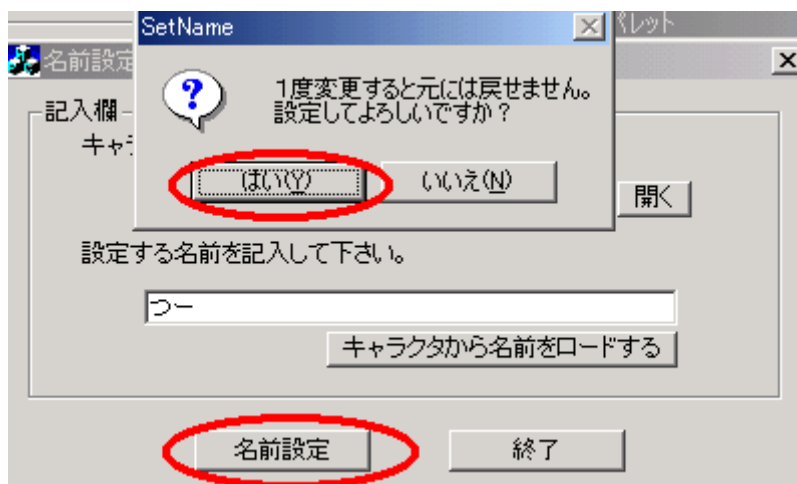 SetName
パレット
名前設定
1度変更すると元には戻せません。
設定してよろしいですか？
記入欄
キャラ
はい(Y)
いいえ(N)
開く
設定する名前を記入して下さい。
つー
キャラクタから名前をロードする
名前設定
終了